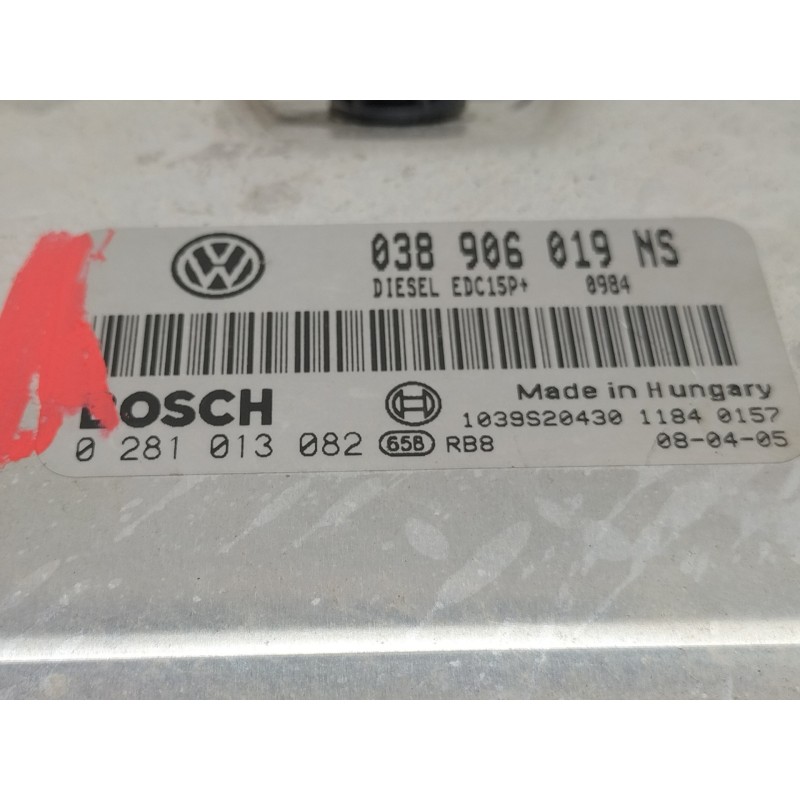 038 906 019 NS
DIESEL EDC15P+ 0984
BOSCH
Made in Hungary
1039S20430 1184 0157
0 281 013 082 65B RB8 08-04-05